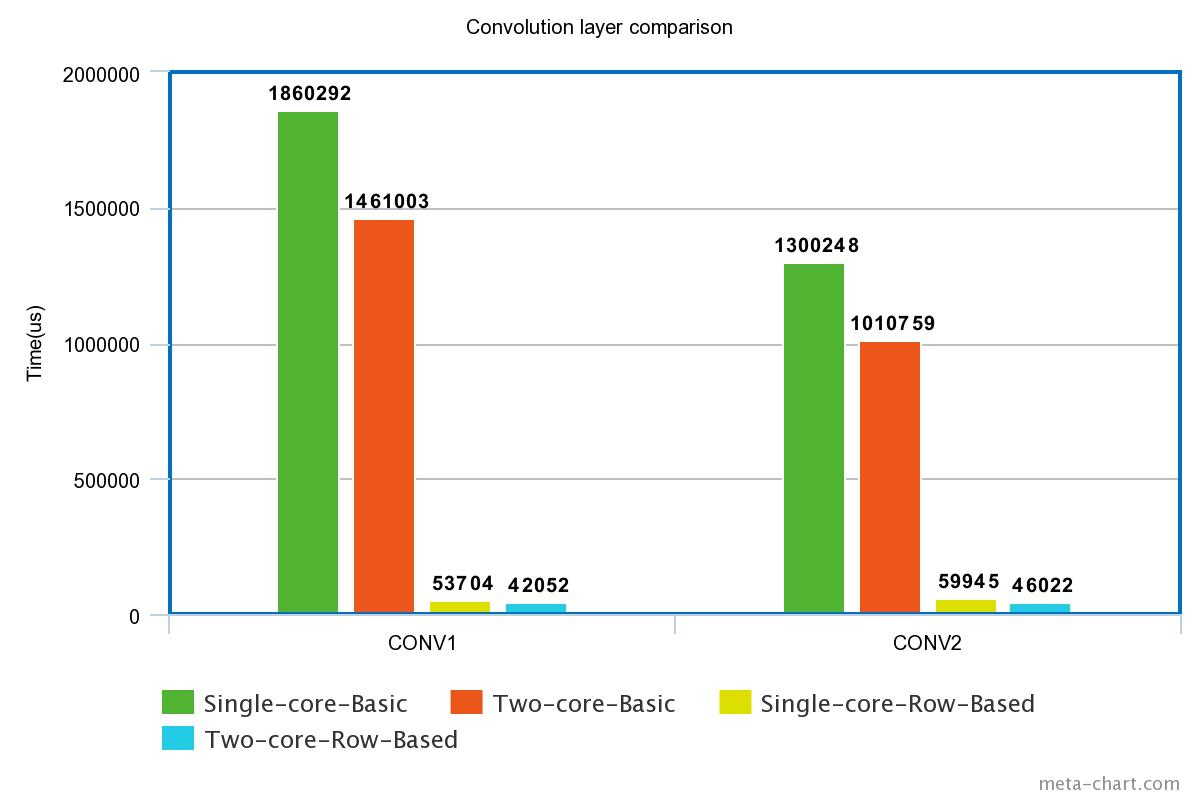 Convolution layer comparison
2000000
1860292
1500000
1461003
1300248
1010759
1000000
Time(us)
500000
53704 42052 59945 46022
0
CONV1 CONV2
Single-core-Basic Two-core-Basic Single-core-Row-Based
Two-core-Row-Based
meta-chart.com